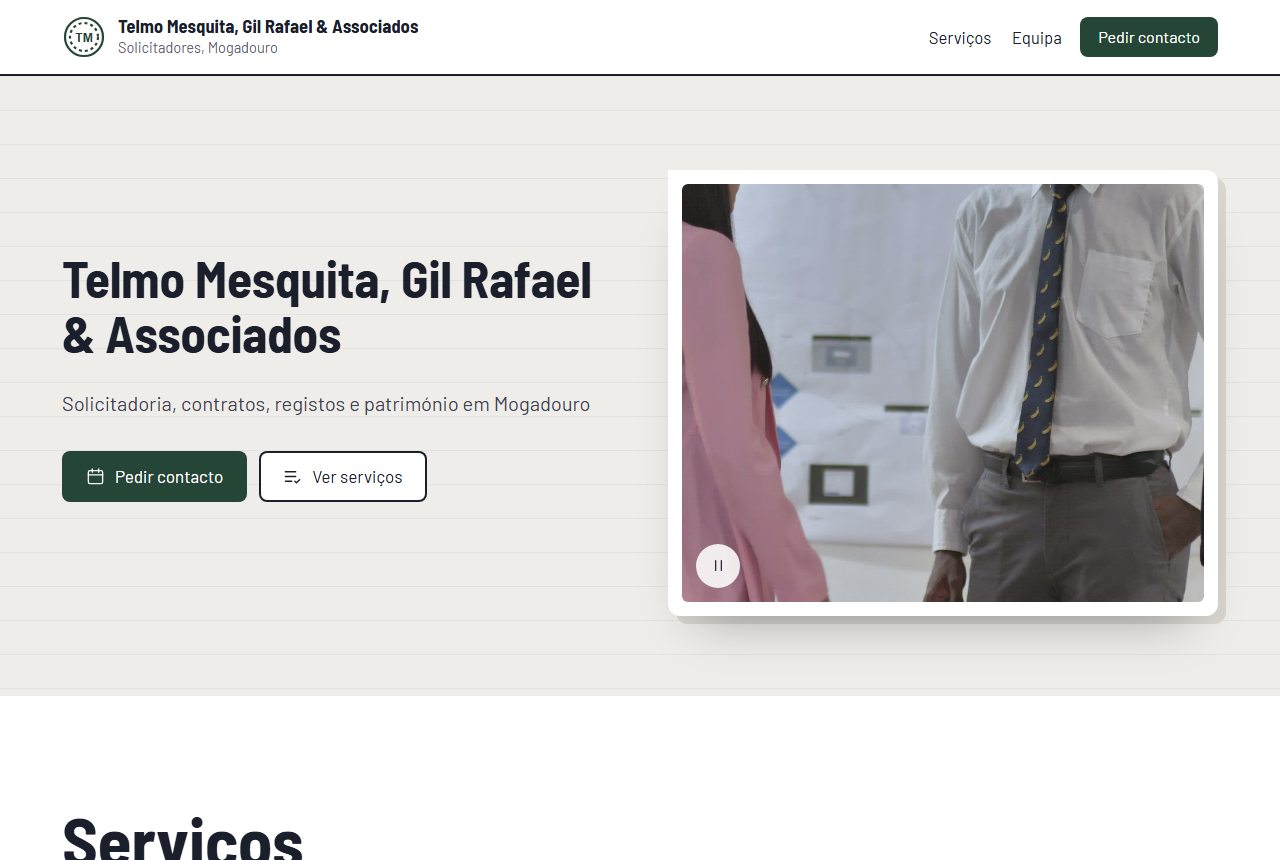 TM
Telmo Mesquita, Gil Rafael & Associados
Solicitadores, Mogadouro
Serviços
Equipa
Pedir contacto
Telmo Mesquita, Gil Rafael
& Associados
Solicitadoria, contratos, registos e património em Mogadouro
Pedir contacto
Ver serviços
Serviços